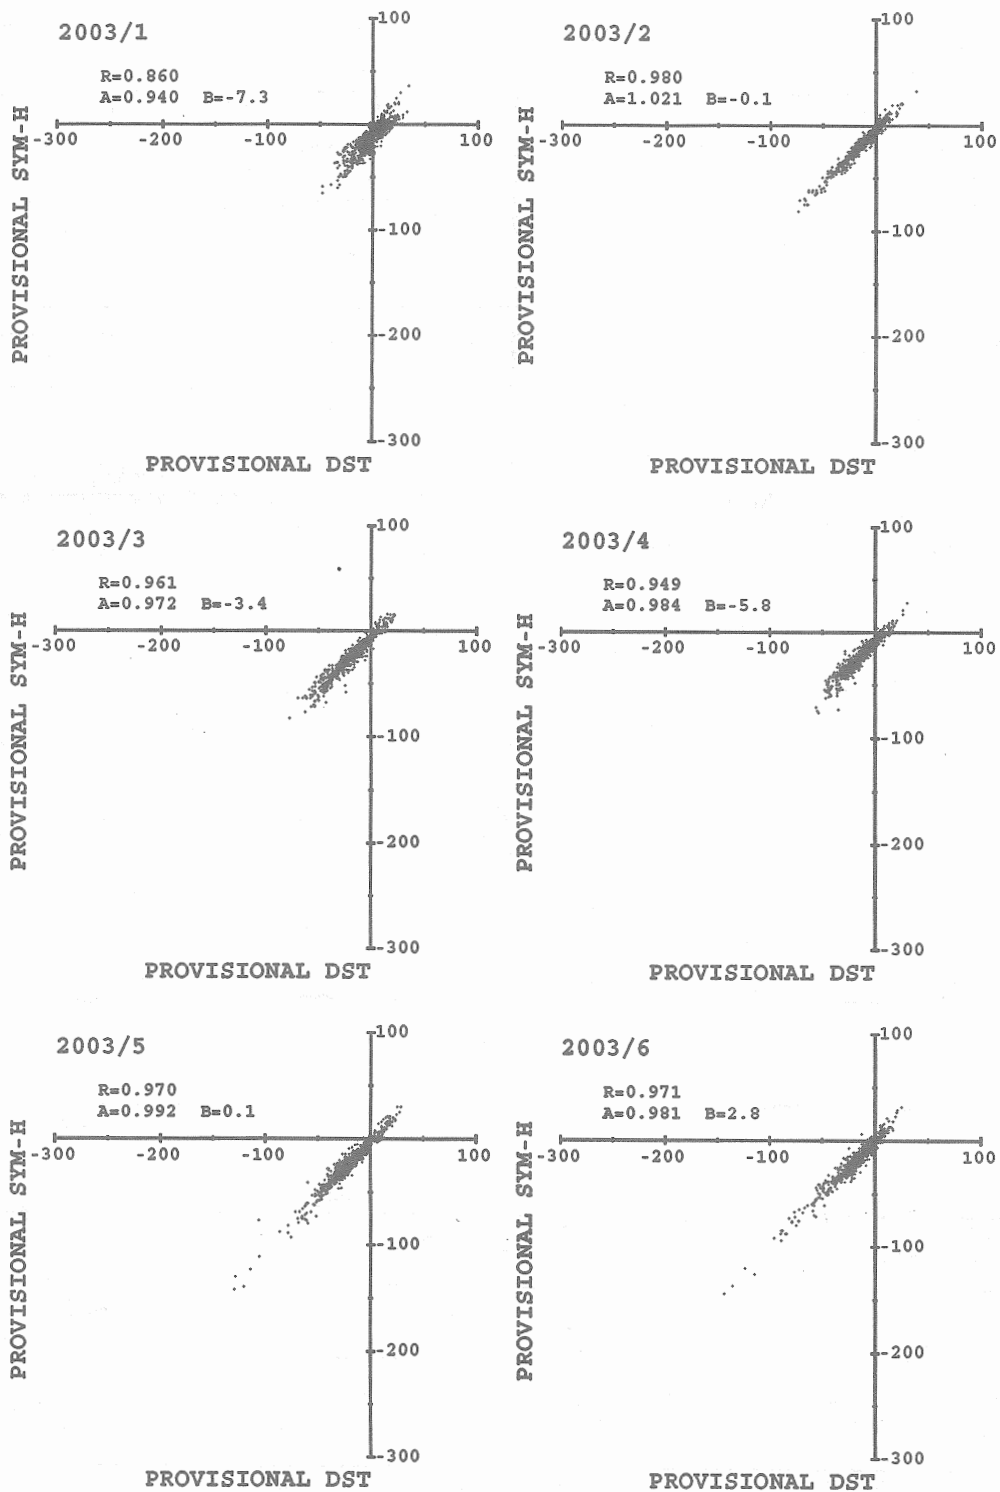 2003/1
R=0.860
A=0.940 B=-7.3
100
-300 -200 -100 100
-100
-200
-300
PROVISIONAL SYM-H
PROVISIONAL DST
2003/2
R=0.980
A=1.021 B=-0.1
100
-300 -200 -100 100
-100
-200
-300
PROVISIONAL SYM-H
PROVISIONAL DST
2003/3
R=0.961
A=0.972 B=-3.4
100
-300 -200 -100 100
-100
-200
-300
PROVISIONAL SYM-H
PROVISIONAL DST
2003/4
R=0.949
A=0.984 B=-5.8
100
-300 -200 -100 100
-100
-200
-300
PROVISIONAL SYM-H
PROVISIONAL DST
2003/5
R=0.970
A=0.992 B=0.1
100
-300 -200 -100 100
-100
-200
-300
PROVISIONAL SYM-H
PROVISIONAL DST
2003/6
R=0.971
A=0.981 B=2.8
100
-300 -200 -100 100
-100
-200
-300
PROVISIONAL SYM-H
PROVISIONAL DST